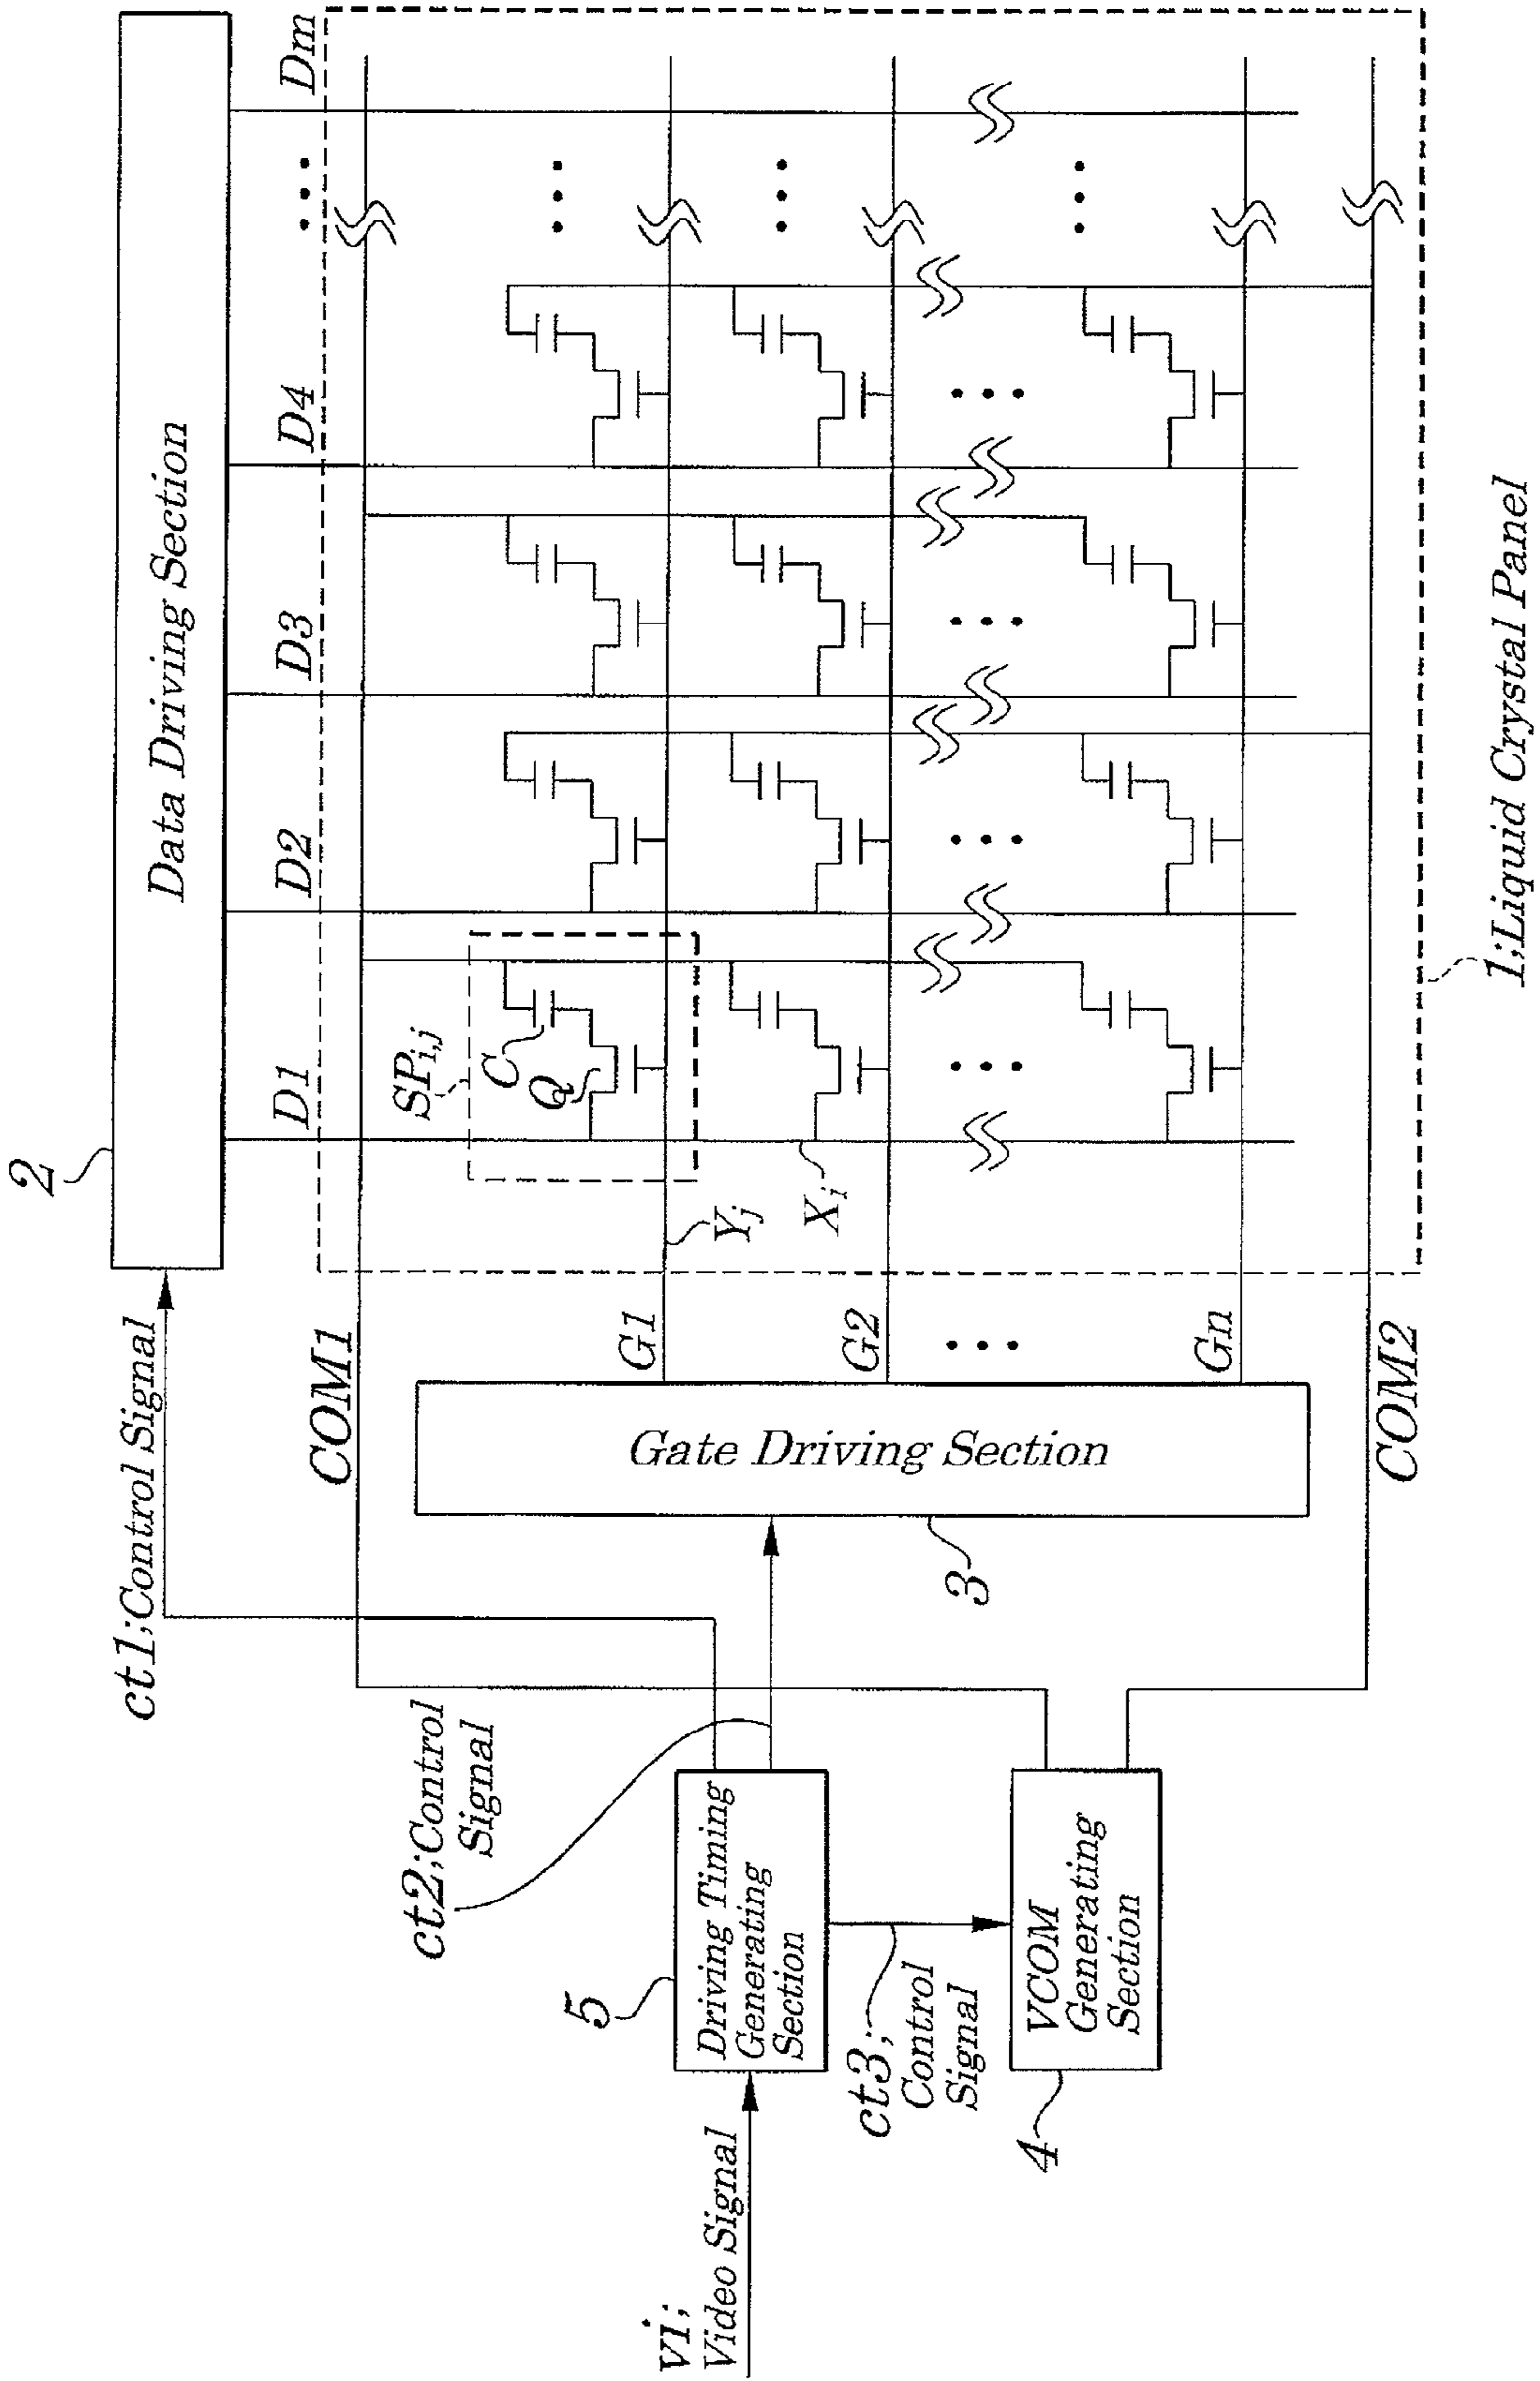 2
Data Driving Section
ct1;Control Signal
D1
D2
D3
D4
Dm
COM1
SPi,j
C
Q
Yj
Xi
G1
G2
Gn
Gate Driving Section
3
COM2
1;Liquid Crystal Panel
ct2;Control
Signal
vi;
Video Signal
5
Driving Timing
Generating
Section
ct3;
Control
Signal
4
VCOM
Generating
Section